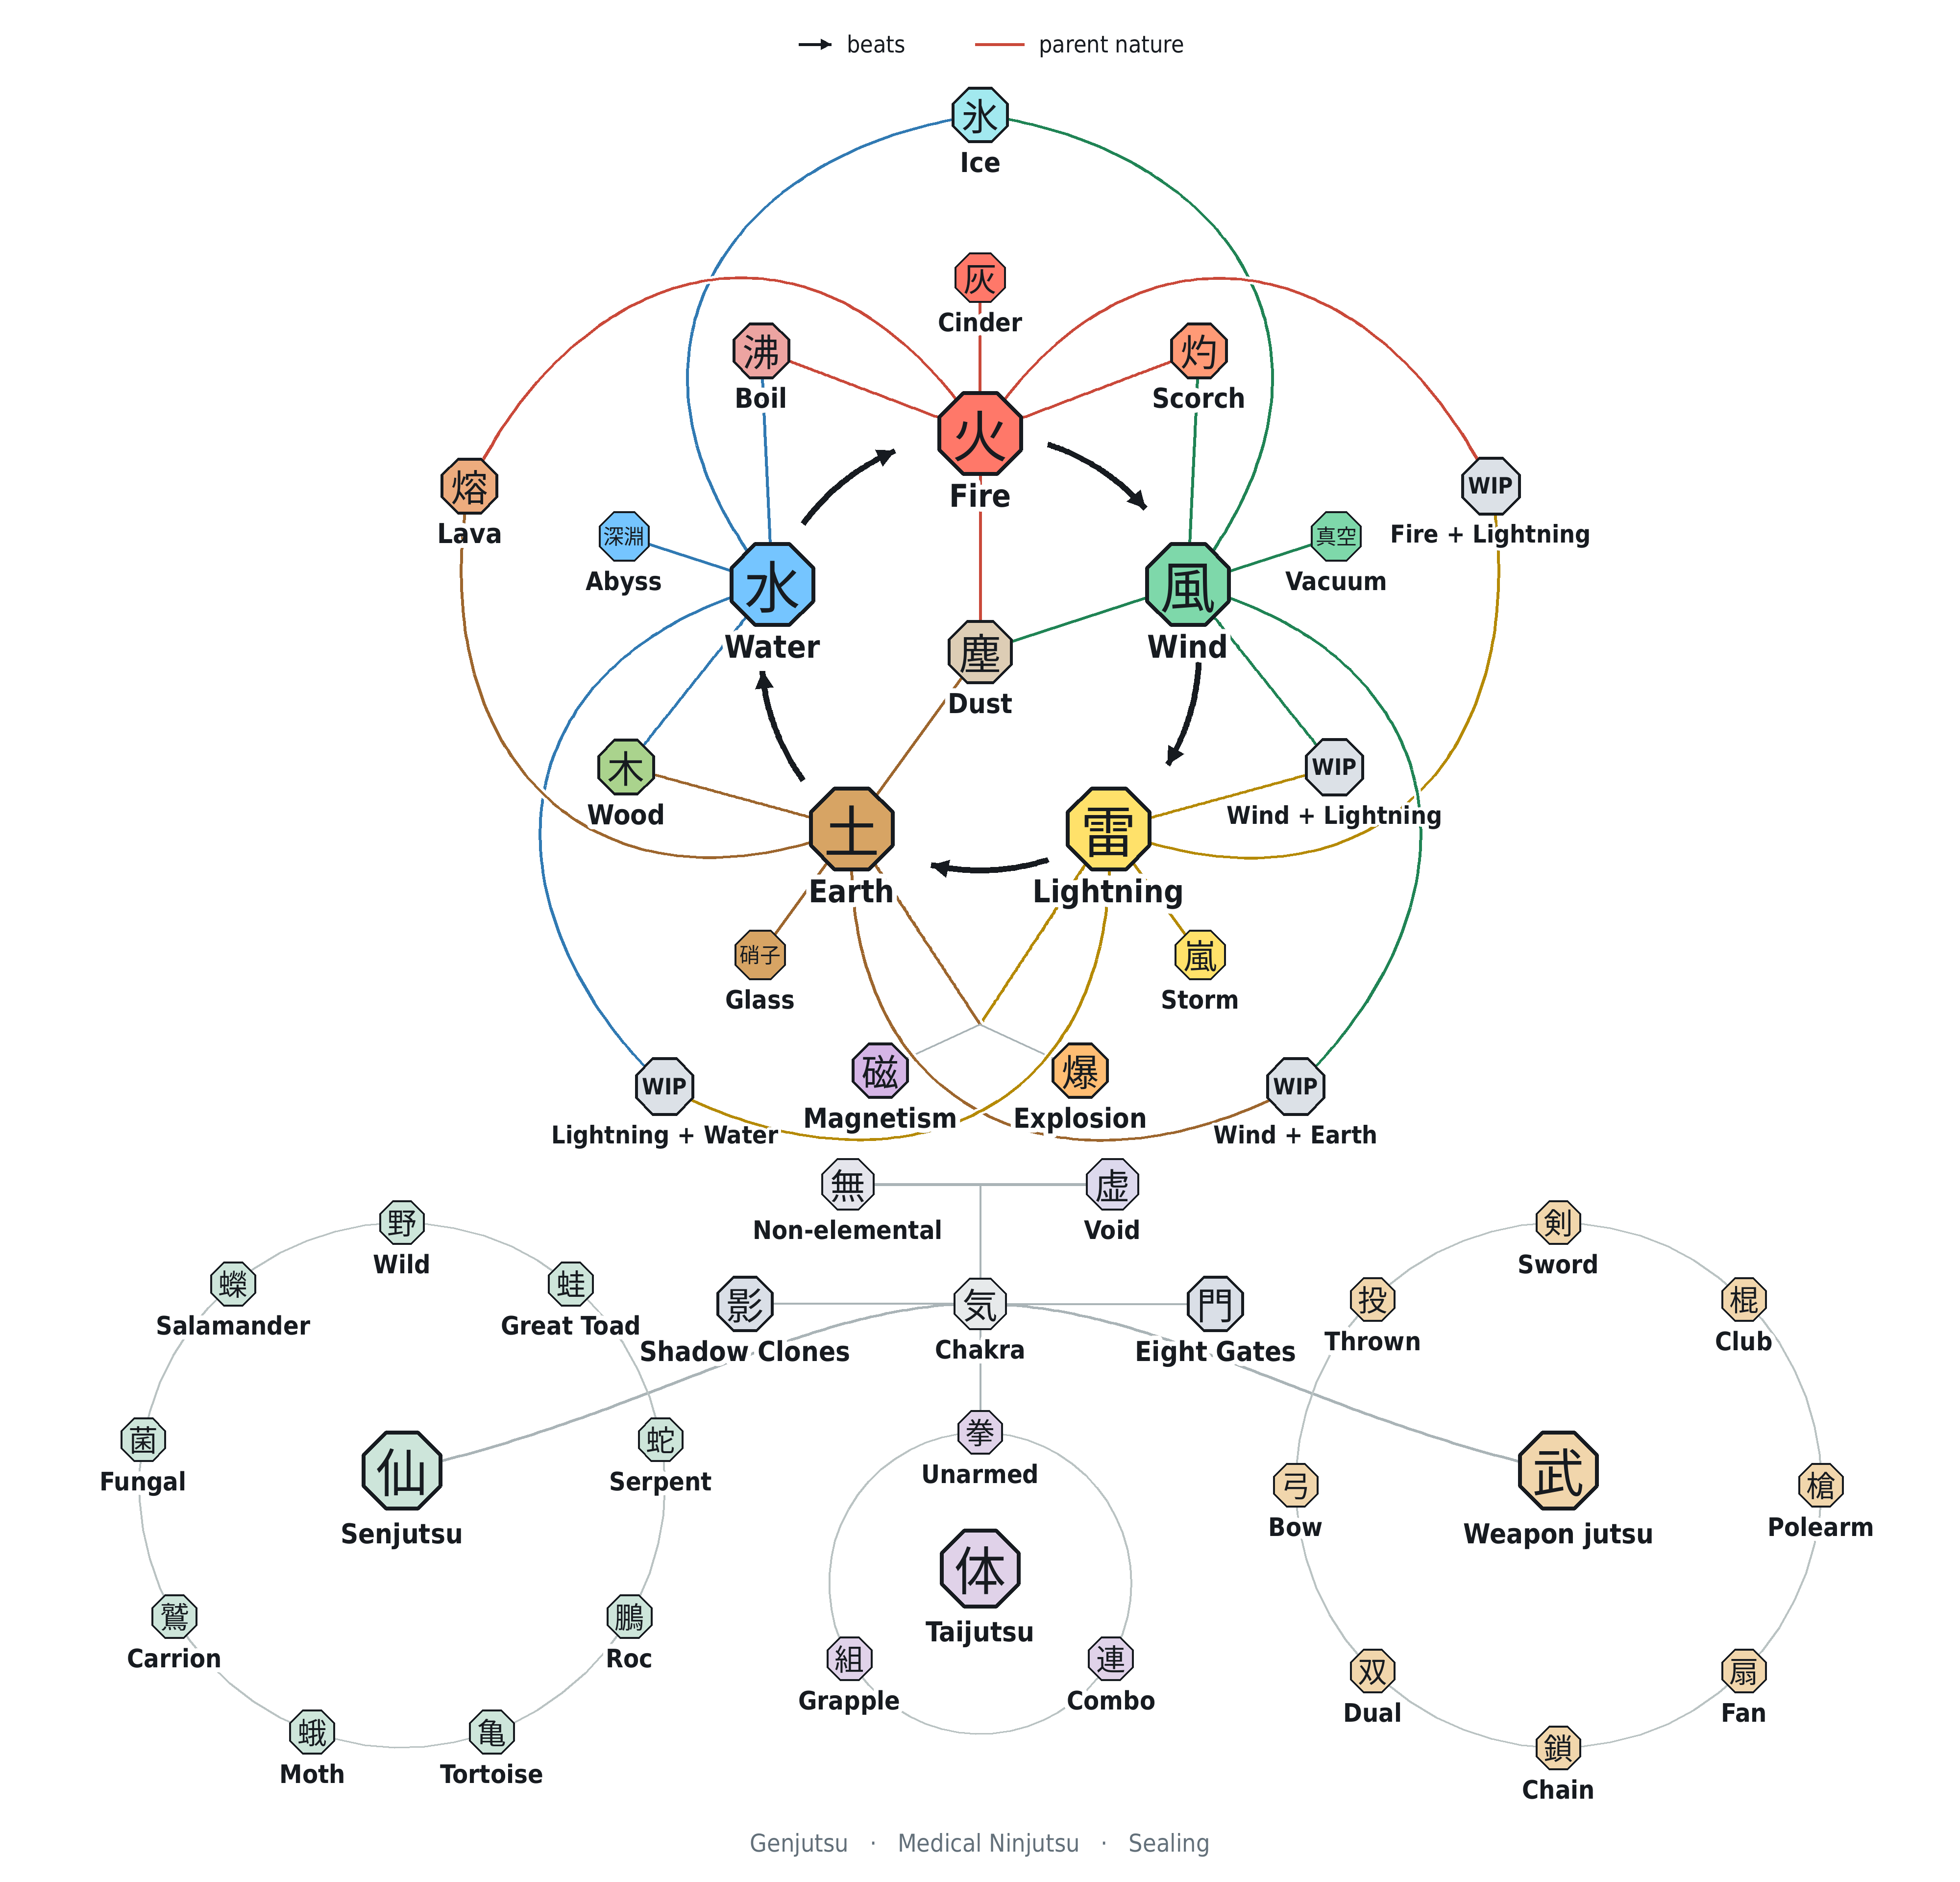 beats
parent nature
氷
Ice
灰
Cinder
沸
Boil
灼
Scorch
火
Fire
熔
Lava
WIP
Fire + Lightning
深淵
Abyss
真空
Vacuum
水
Water
風
Wind
塵
Dust
木
Wood
WIP
Wind + Lightning
土
Earth
雷
Lightning
硝子
Glass
嵐
Storm
磁
Magnetism
爆
Explosion
WIP
Lightning + Water
WIP
Wind + Earth
無
Non-elemental
虚
Void
影
Shadow Clones
気
Chakra
門
Eight Gates
野
Wild
蠑
Salamander
蛙
Great Toad
菌
Fungal
蛇
Serpent
仙
Senjutsu
鷲
Carrion
鵬
Roc
蛾
Moth
亀
Tortoise
拳
Unarmed
体
Taijutsu
組
Grapple
連
Combo
剣
Sword
投
Thrown
棍
Club
弓
Bow
槍
Polearm
武
Weapon jutsu
双
Dual
扇
Fan
鎖
Chain
Genjutsu · Medical Ninjutsu · Sealing